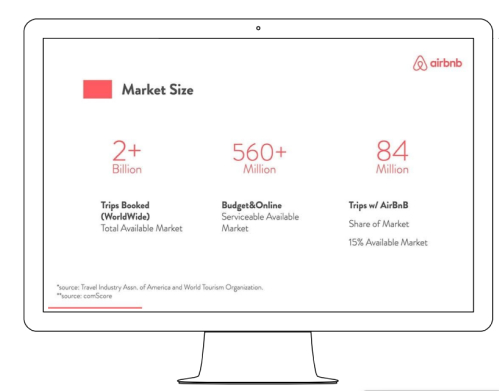 airbnb
Market Size
2+
Billion
560+
Million
84
Million
Trips Booked
(WorldWide)
Total Available Market
Budget&Online
Serviceable Available
Market
Trips w/ AirBnB
Share of Market
15% Available Market
*source: Travel Industry Assn. of America and World Tourism Organization.
**source: comScore